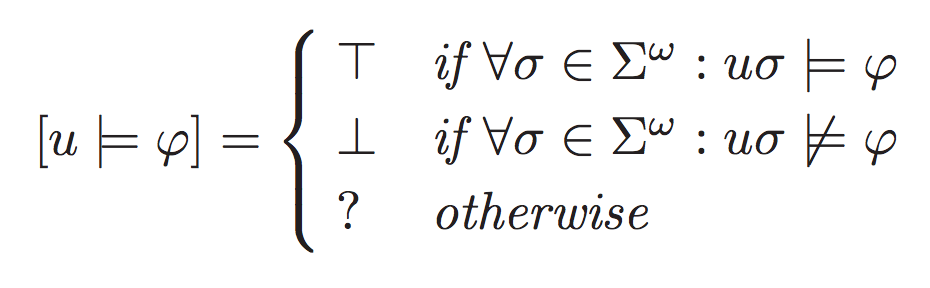 [u ⊨ φ] = { ⊤ if ∀σ ∈ Σ^ω : uσ ⊨ φ
⊥ if ∀σ ∈ Σ^ω : uσ ⊭ φ
? otherwise